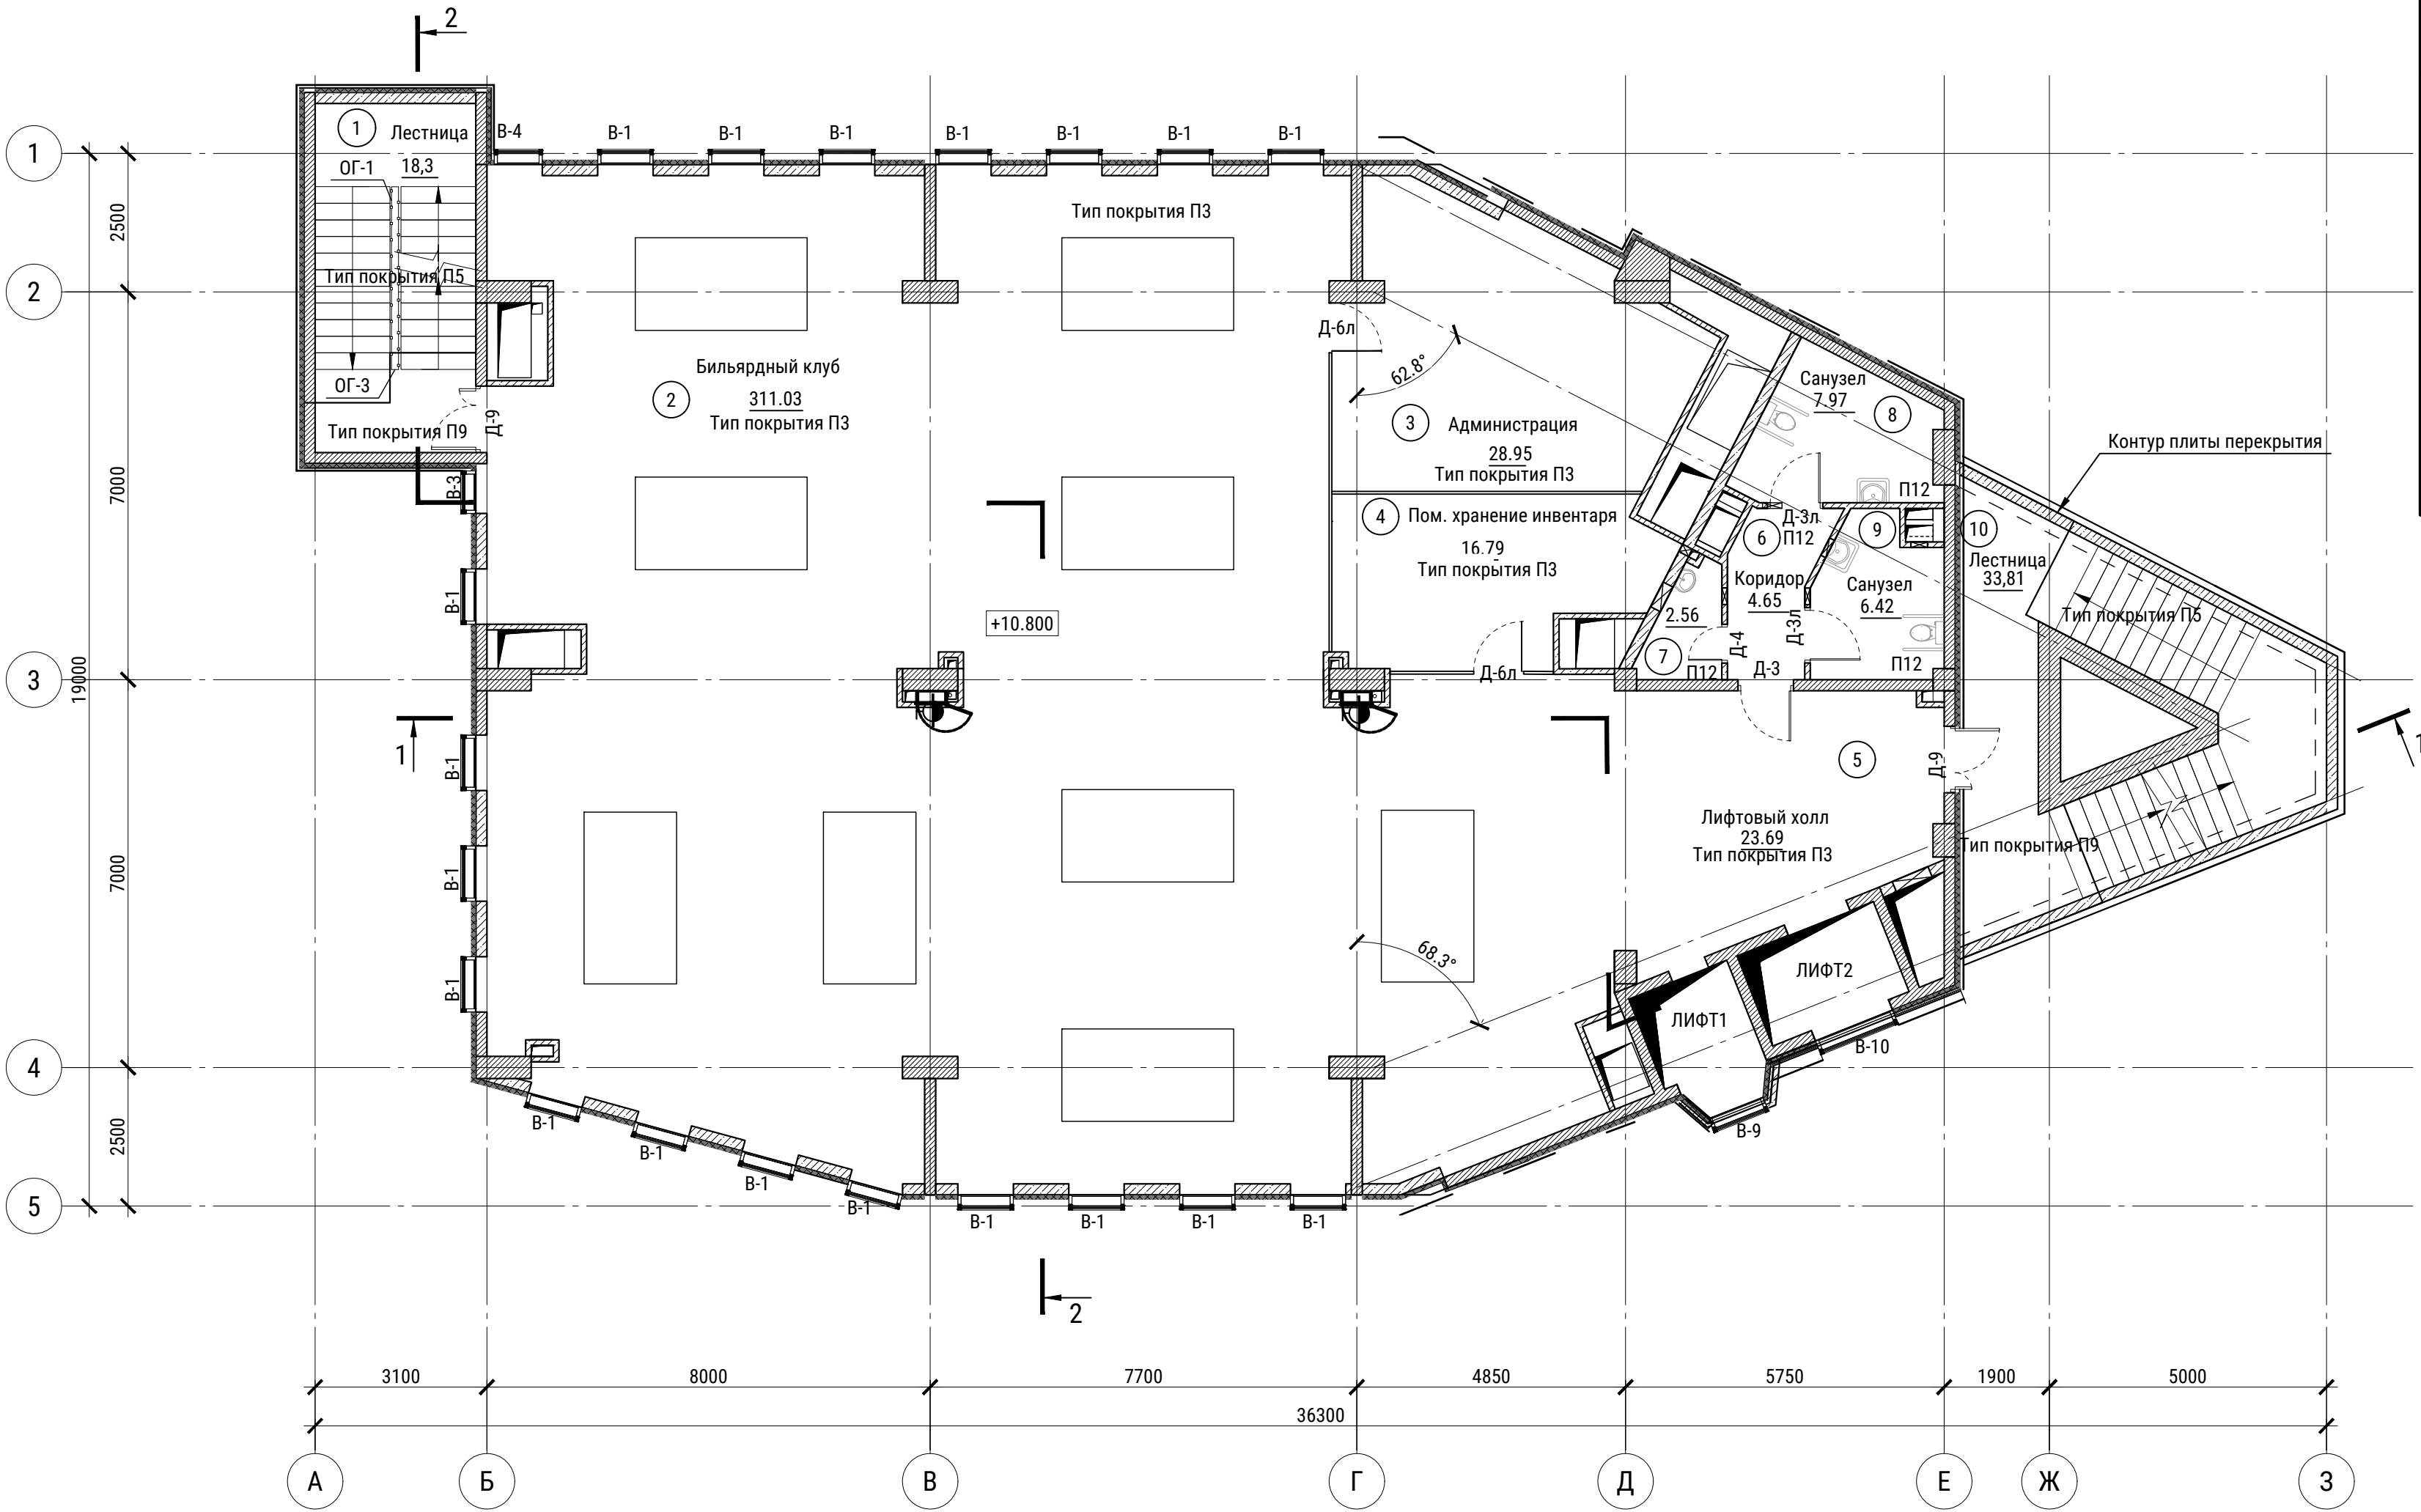 2
1
Лестница
В-4
В-1
В-1
В-1
В-1
В-1
В-1
В-1
1
ОГ-1
18,3
2500
Тип покрытия П3
Тип покрытия П5
2
Д-6л
62.8°
Бильярдный клуб
ОГ-3
2
311.03
Тип покрытия П3
Д-9
Тип покрытия П9
Санузел
7.97
8
3
Администрация
28.95
Тип покрытия П3
Контур плиты перекрытия
7000
В-3
П12
4
Пом. хранение инвентаря
16.79
Тип покрытия П3
Д-3л
6
П12
9
10
Лестница
33,81
Коридор
4.65
Санузел
6.42
В-1
+10.800
2.56
Тип покрытия П5
Д-4
Д-3л
7
П12
Д-3
П12
Д-6л
3
19000
1
В-1
5
Д-9
1
Лифтовый холл
23.69
Тип покрытия П3
Тип покрытия П9
7000
В-1
68.3°
ЛИФТ2
В-1
ЛИФТ1
В-10
4
2500
В-1
В-9
В-1
В-1
В-1
5
В-1
В-1
В-1
В-1
2
3100
8000
7700
4850
5750
1900
5000
36300
А
Б
В
Г
Д
Е
Ж
З